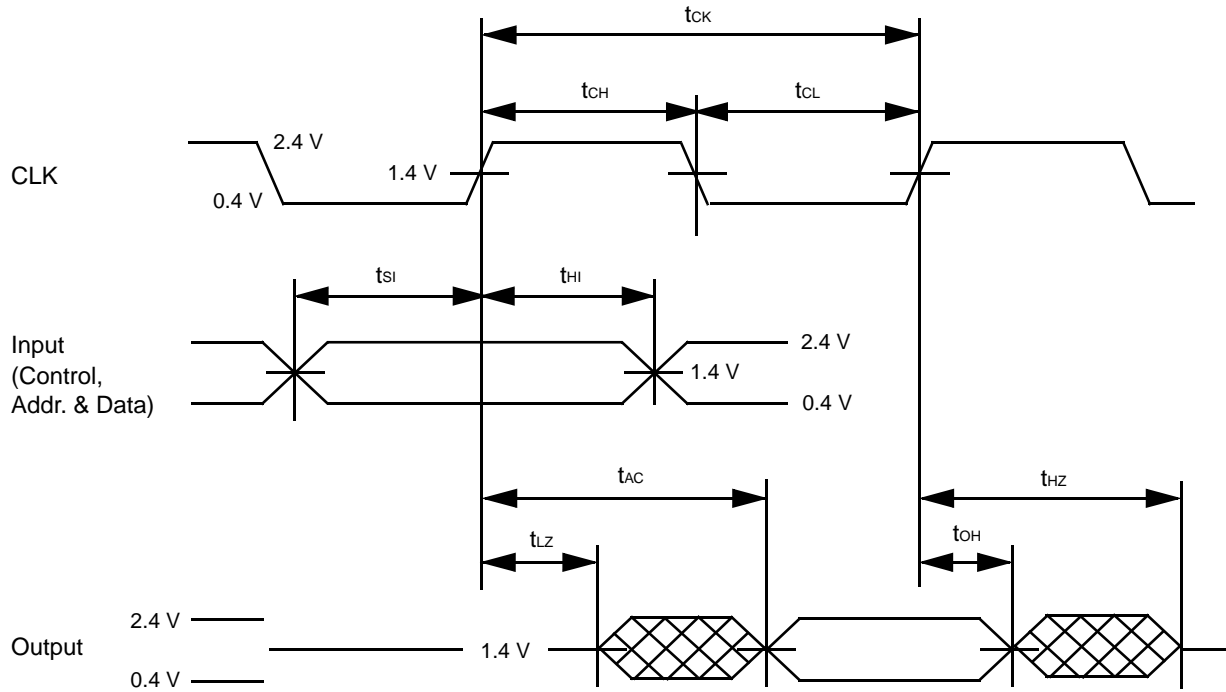 tCK
tCH
tCL
2.4 V
CLK
1.4 V
0.4 V
tSI
tHI
Input
(Control,
Addr. & Data)
2.4 V
1.4 V
0.4 V
tAC
tHZ
tLZ
tOH
2.4 V
Output
1.4 V
0.4 V